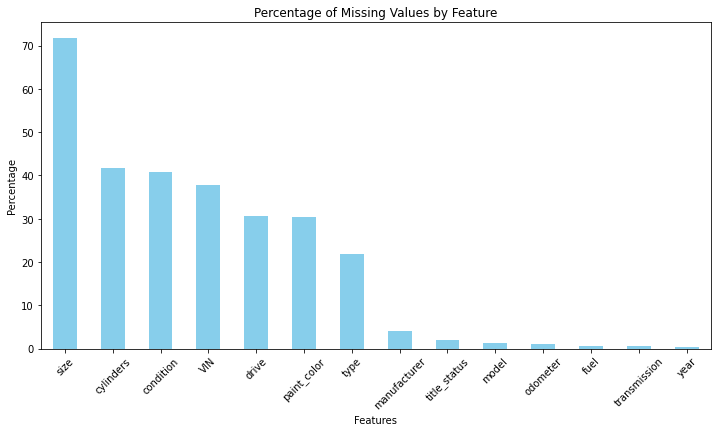 Percentage of Missing Values by Feature
Percentage
70
60
50
40
30
20
10
0
size
cylinders
condition
VIN
drive
paint_color
type
manufacturer
title_status
model
odometer
fuel
transmission
year
Features